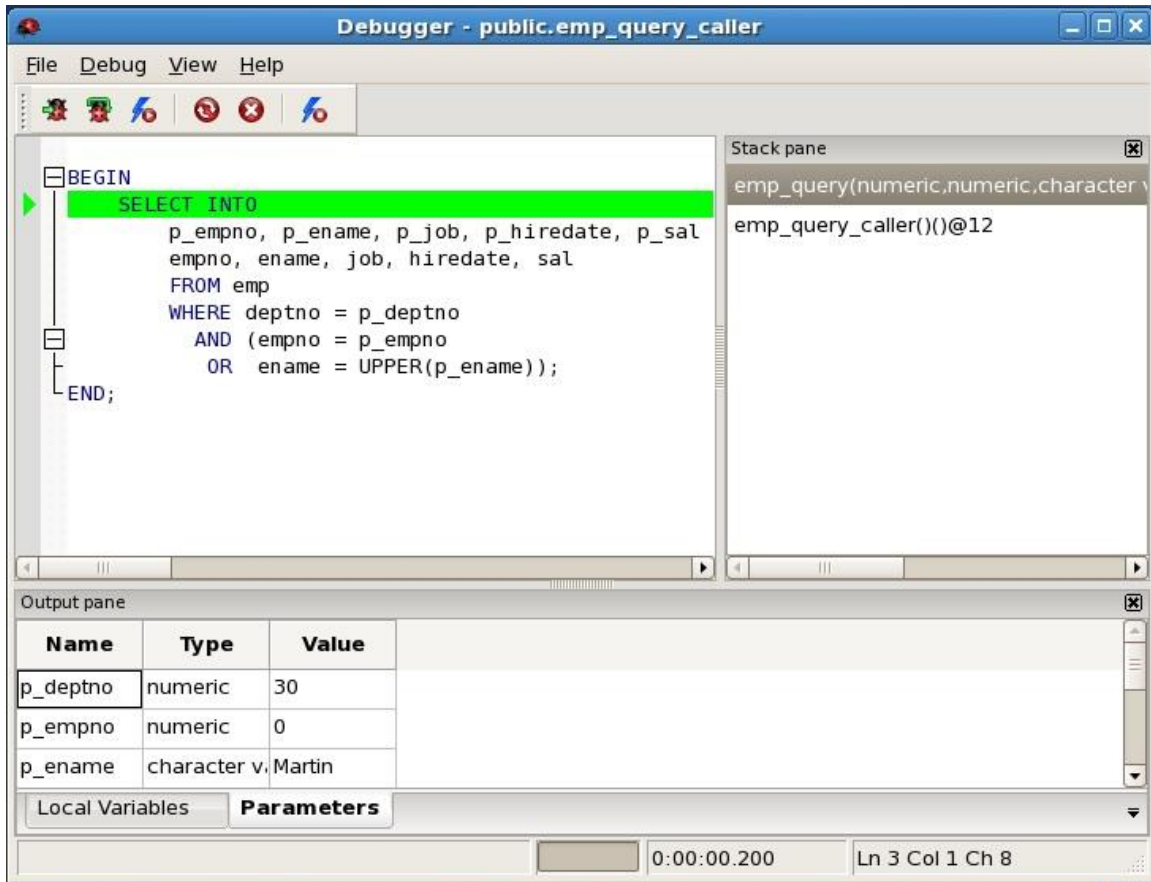 Debugger - public.emp_query_caller
File Debug View Help
Stack pane
BEGIN
SELECT INTO
p_empno, p_ename, p_job, p_hiredate, p_sal
empno, ename, job, hiredate, sal
FROM emp
WHERE deptno = p_deptno
AND (empno = p_empno
OR ename = UPPER(p_ename));
END;
emp_query(numeric,numeric,character
emp_query_caller()()@12
Output pane
Name Type Value
p_deptno numeric 30
p_empno numeric 0
p_ename character Martin
Local Variables Parameters
0:00:00.200 Ln 3 Col 1 Ch 8